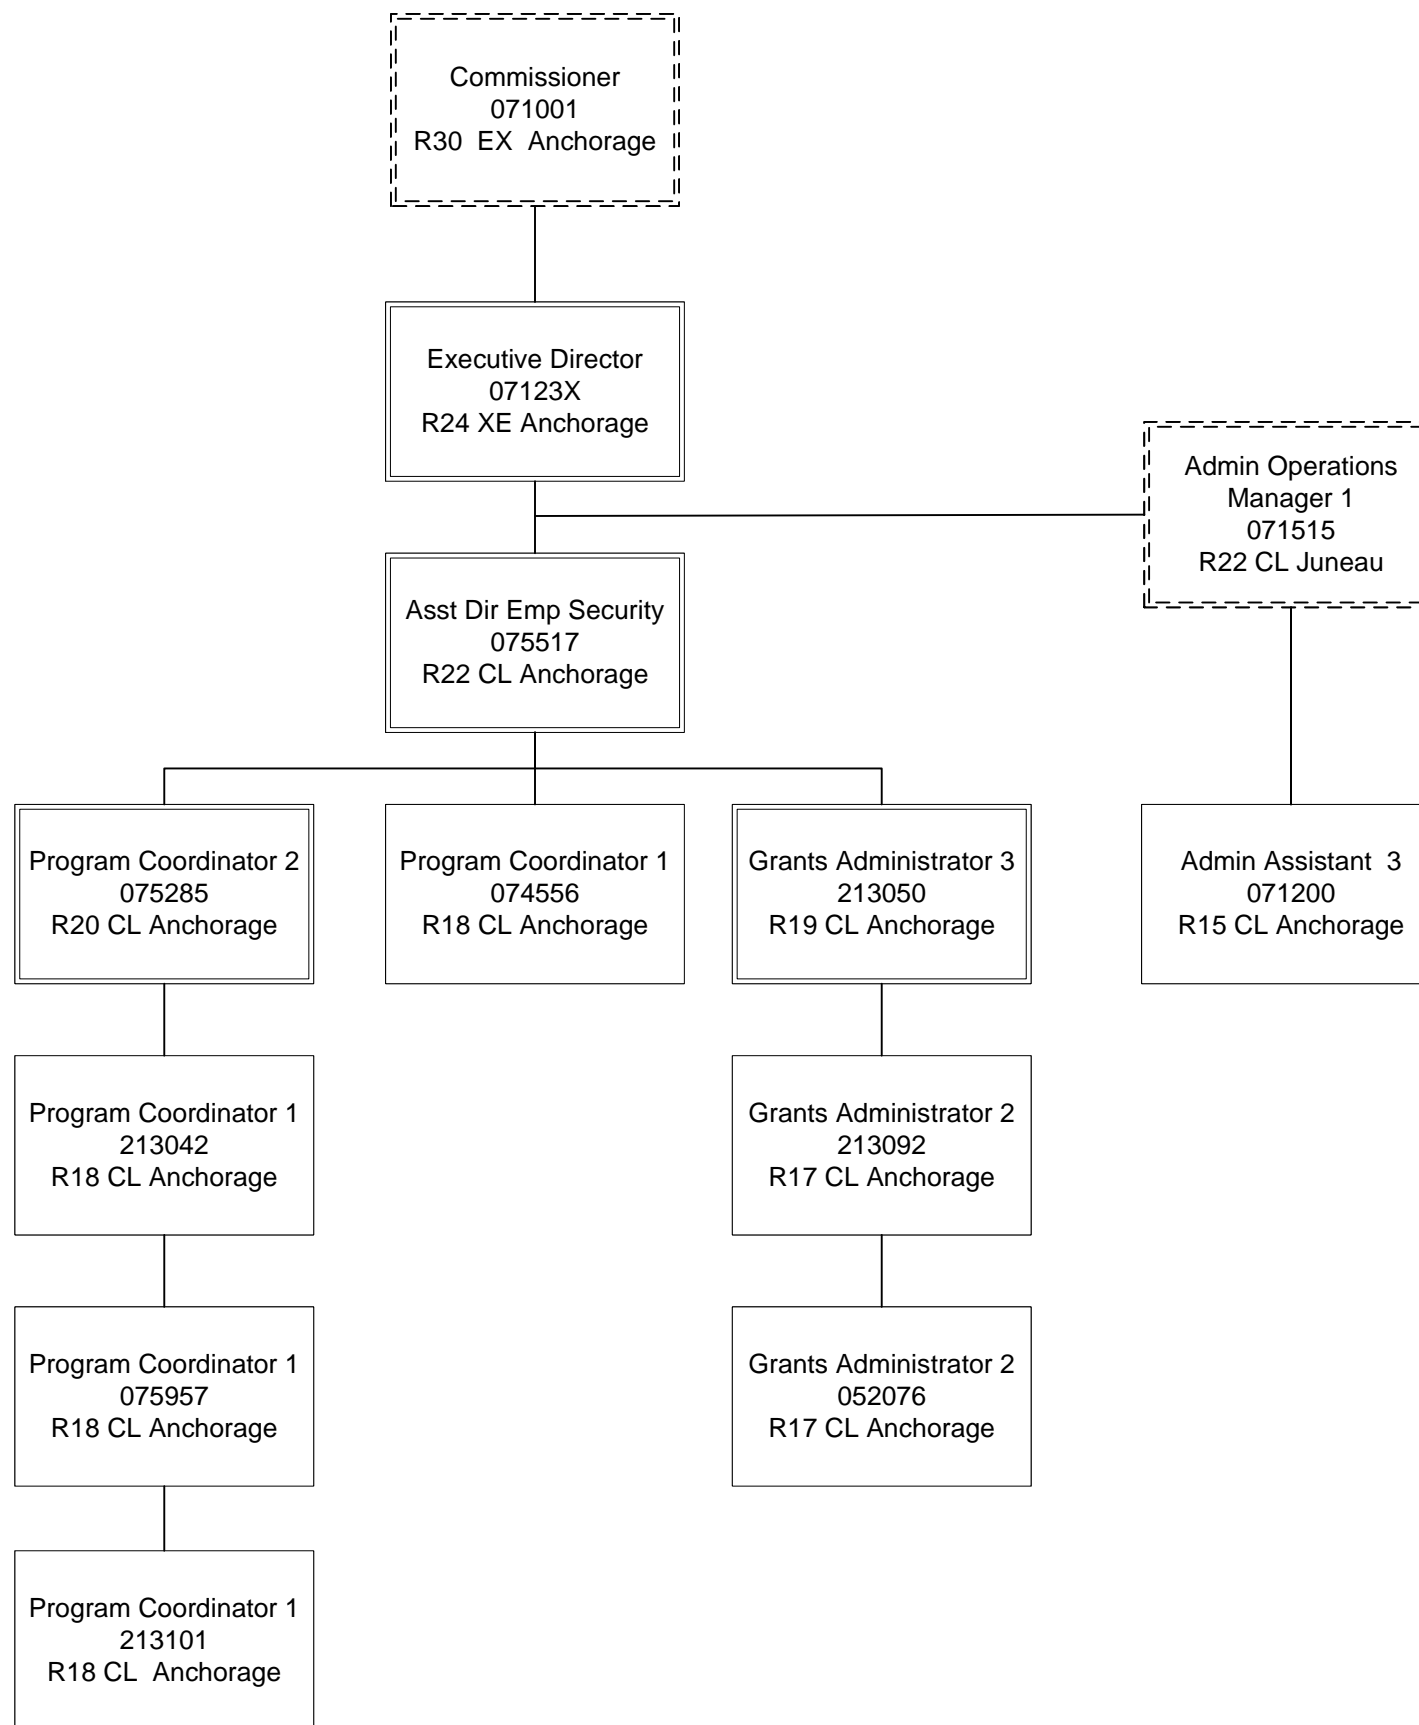 Commissioner
071001
R30 EX Anchorage
Executive Director
07123X
R24 XE Anchorage
Admin Operations
Manager 1
071515
R22 CL Juneau
Asst Dir Emp Security
075517
R22 CL Anchorage
Program Coordinator 2
075285
R20 CL Anchorage
Program Coordinator 1
074556
R18 CL Anchorage
Grants Administrator 3
213050
R19 CL Anchorage
Admin Assistant 3
071200
R15 CL Anchorage
Program Coordinator 1
213042
R18 CL Anchorage
Grants Administrator 2
213092
R17 CL Anchorage
Program Coordinator 1
075957
R18 CL Anchorage
Grants Administrator 2
052076
R17 CL Anchorage
Program Coordinator 1
213101
R18 CL Anchorage